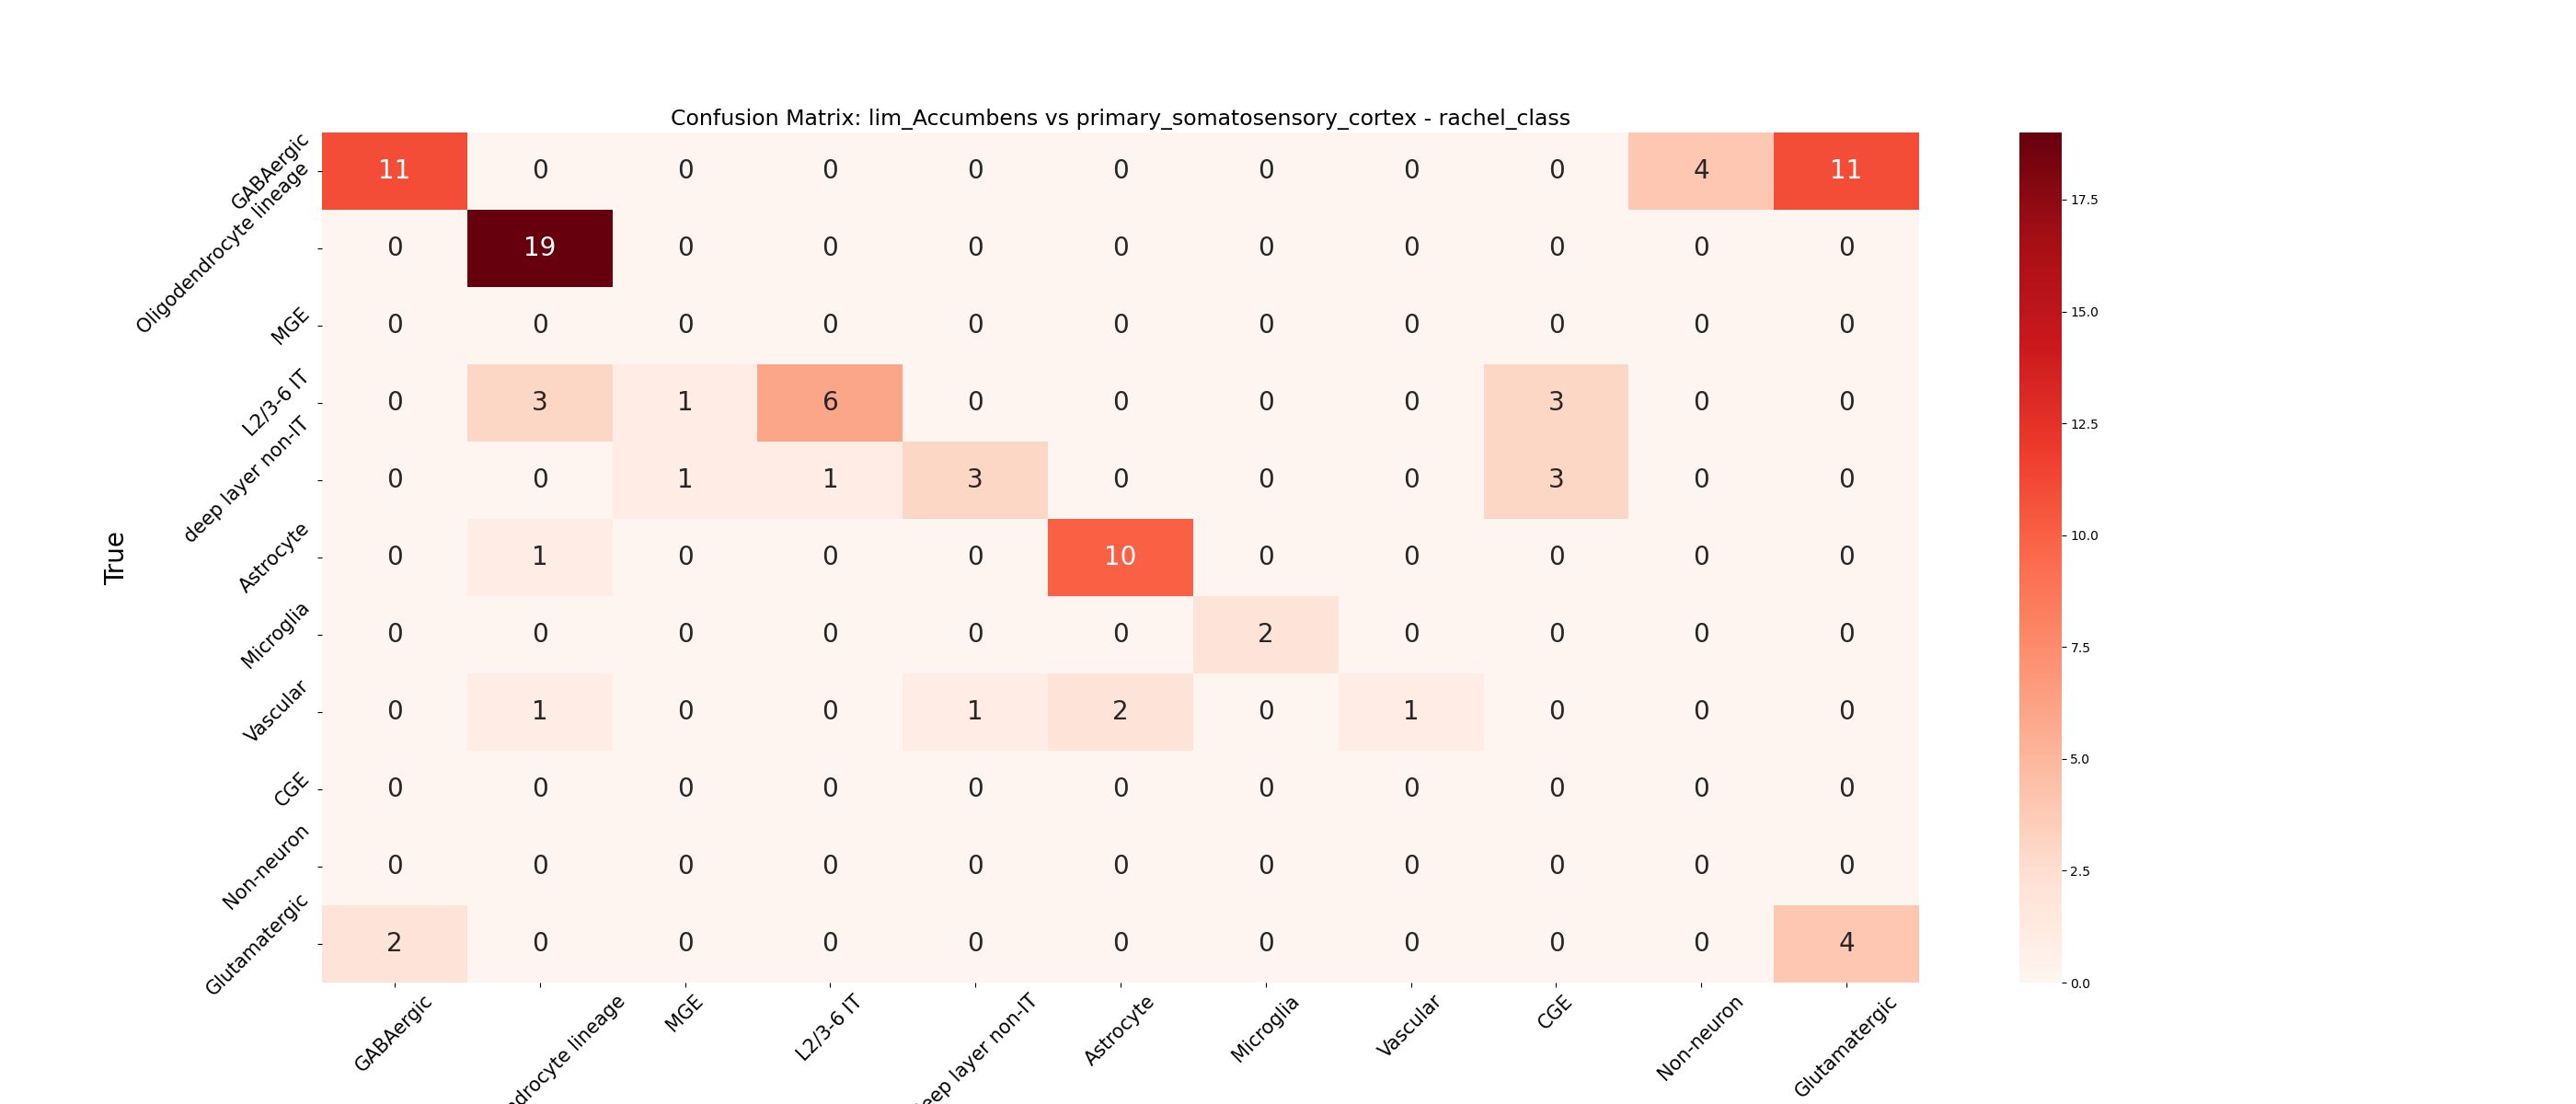 Confusion Matrix: lim_Accumbens vs primary_somatosensory_cortex - rachel_class
True
GABAergic 11 0 0 0 0 0 0 0 0 4 11
Oligodendrocyte lineage 0 19 0 0 0 0 0 0 0 0 0
MGE 0 0 0 0 0 0 0 0 0 0 0
L2/3-6 IT 0 3 1 6 0 0 0 0 3 0 0
deep layer non-IT 0 0 1 1 3 0 0 0 3 0 0
Astrocyte 0 1 0 0 0 10 0 0 0 0 0
Microglia 0 0 0 0 0 0 2 0 0 0 0
Vascular 0 1 0 0 1 2 0 1 0 0 0
CGE 0 0 0 0 0 0 0 0 0 0 0
Non-neuron 0 0 0 0 0 0 0 0 0 0 0
Glutamatergic 2 0 0 0 0 0 0 0 0 0 4
GABAergic ndrocyte lineage MGE L2/3-6 IT eep layer non-IT Astrocyte Microglia Vascular CGE Non-neuron Glutamatergic
17.5
15.0
12.5
10.0
7.5
5.0
2.5
0.0